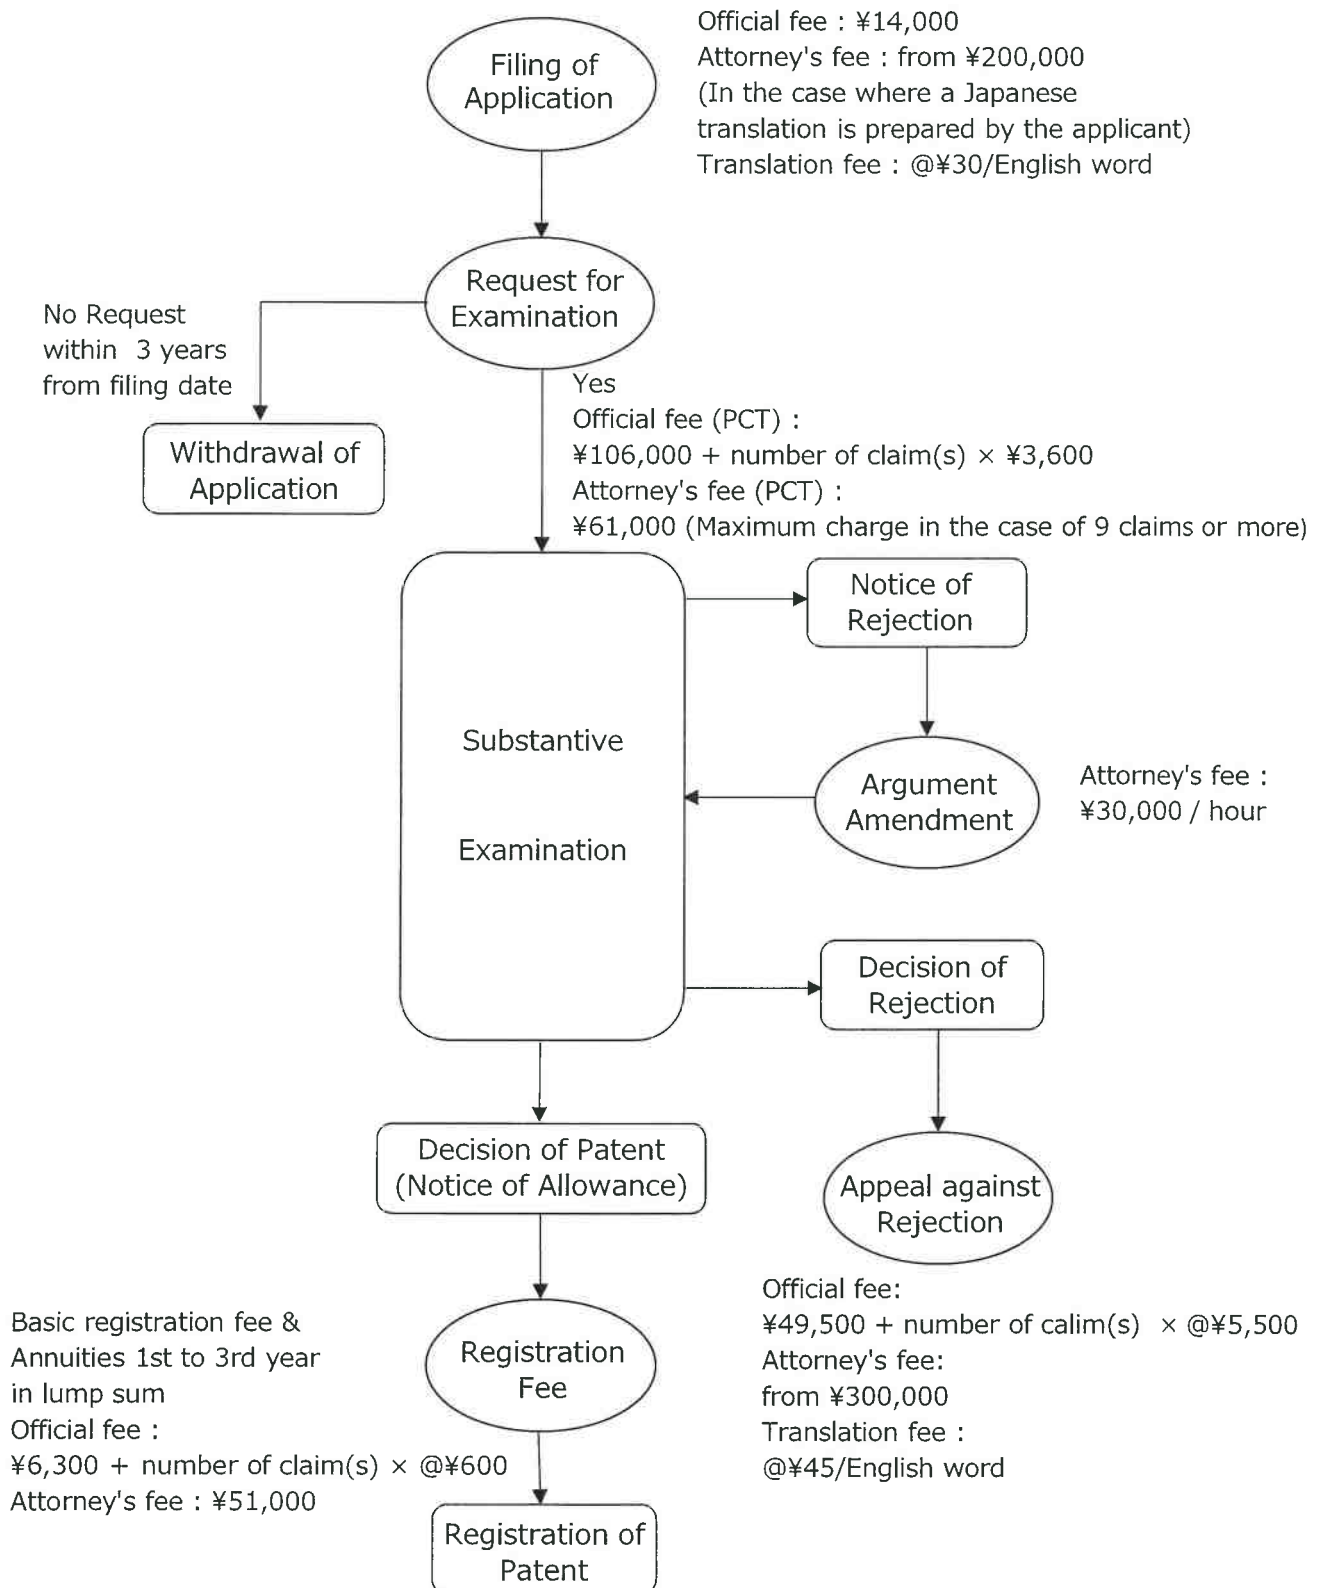 Filing of
Application
Official fee : ¥14,000
Attorney's fee : from ¥200,000
(In the case where a Japanese
translation is prepared by the applicant)
Translation fee : @¥30/English word
Request for
Examination
No Request
within 3 years
from filing date
Withdrawal of
Application
Yes
Official fee (PCT) :
¥106,000 + number of claim(s) × ¥3,600
Attorney's fee (PCT) :
¥61,000 (Maximum charge in the case of 9 claims or more)
Notice of
Rejection
Substantive
Examination
Argument
Amendment
Attorney's fee :
¥30,000 / hour
Decision of
Rejection
Decision of Patent
(Notice of Allowance)
Appeal against
Rejection
Official fee:
¥49,500 + number of calim(s) × @¥5,500
Attorney's fee:
from ¥300,000
Translation fee :
@¥45/English word
Basic registration fee &
Annuities 1st to 3rd year
in lump sum
Official fee :
¥6,300 + number of claim(s) × @¥600
Attorney's fee : ¥51,000
Registration
Fee
Registration of
Patent